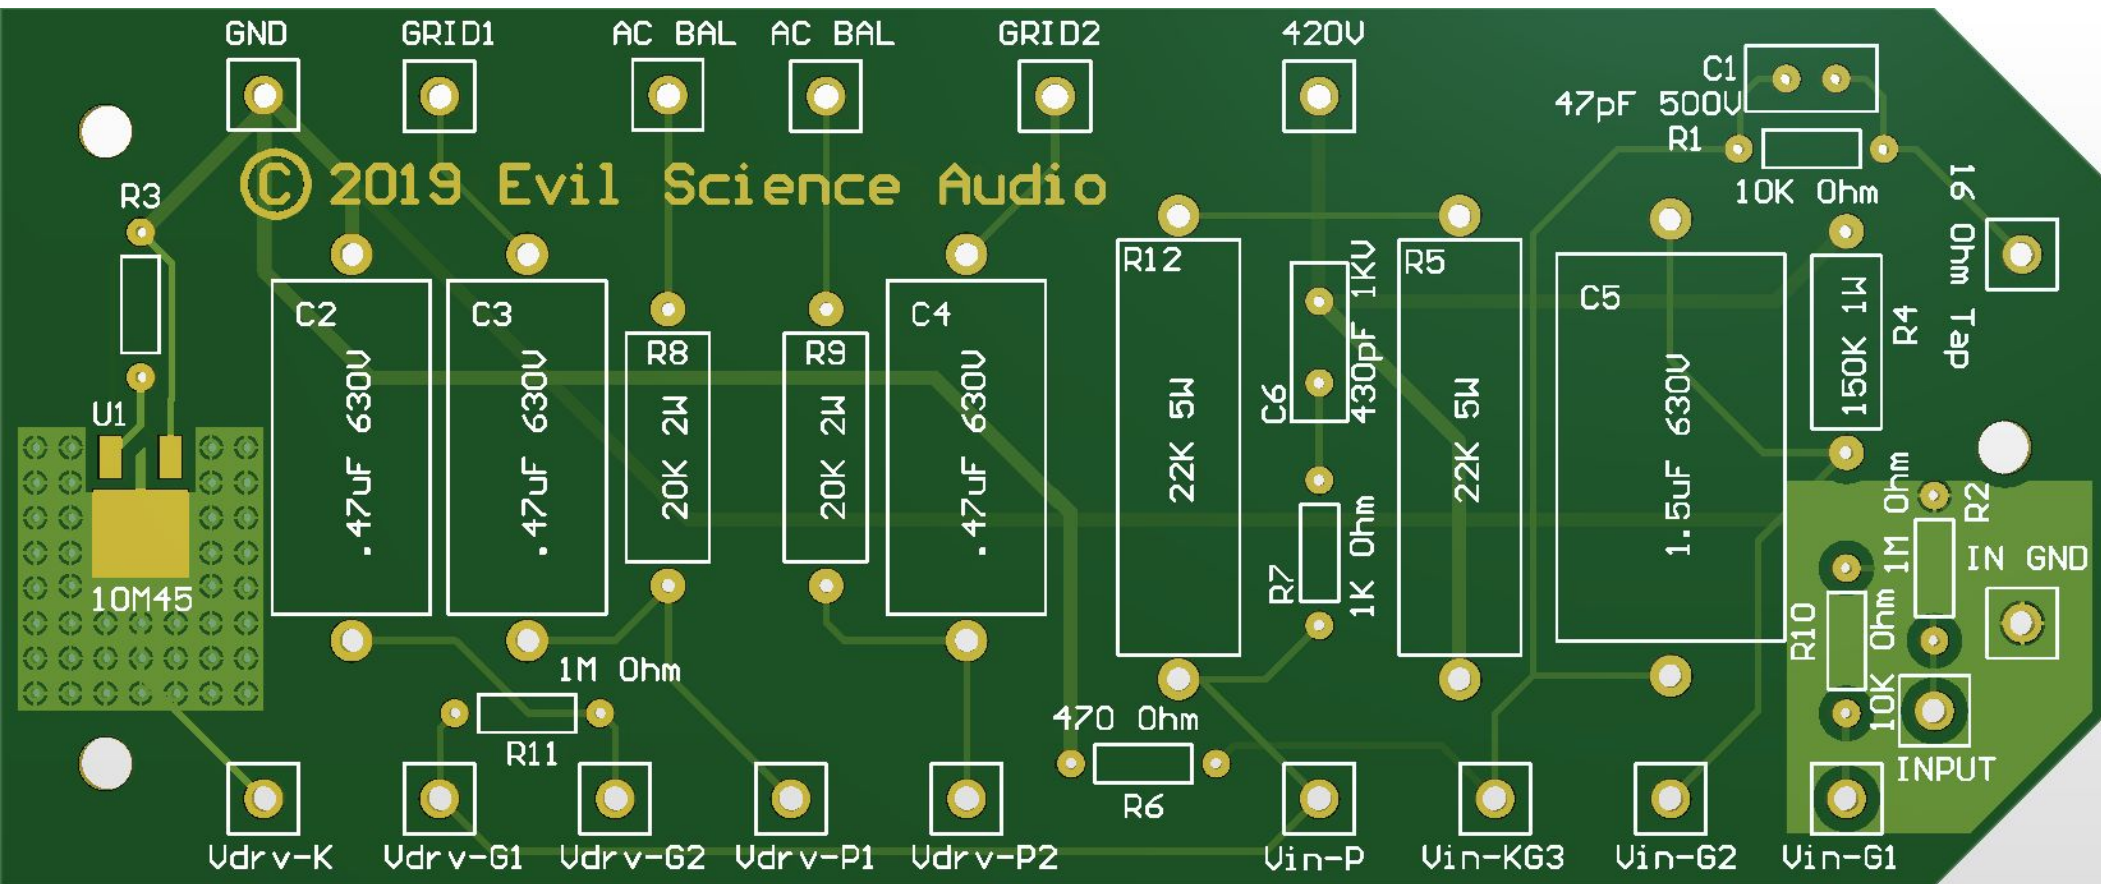 GND GRID1 AC BAL AC BAL GRID2 420V
C1
47pF 500V
R1
10K Ohm
© 2019 Evil Science Audio
R3
16 Ohm Tap
R12
R5
C2
C3
C4
C5
R8
R9
.47uF 630V
.47uF 630V
20K 2W
20K 2W
.47uF 630V
22K 5W
C6
430pF 1KV
22K 5W
1.5uF 630V
150K 1W
R4
U1
10M45
R7
1K Ohm
1M Ohm
R2
IN GND
R10
10K Ohm
1M Ohm
R11
470 Ohm
R6
INPUT
Vdrv-K Vdrv-G1 Vdrv-G2 Vdrv-P1 Vdrv-P2 Vin-P Vin-KG3 Vin-G2 Vin-G1